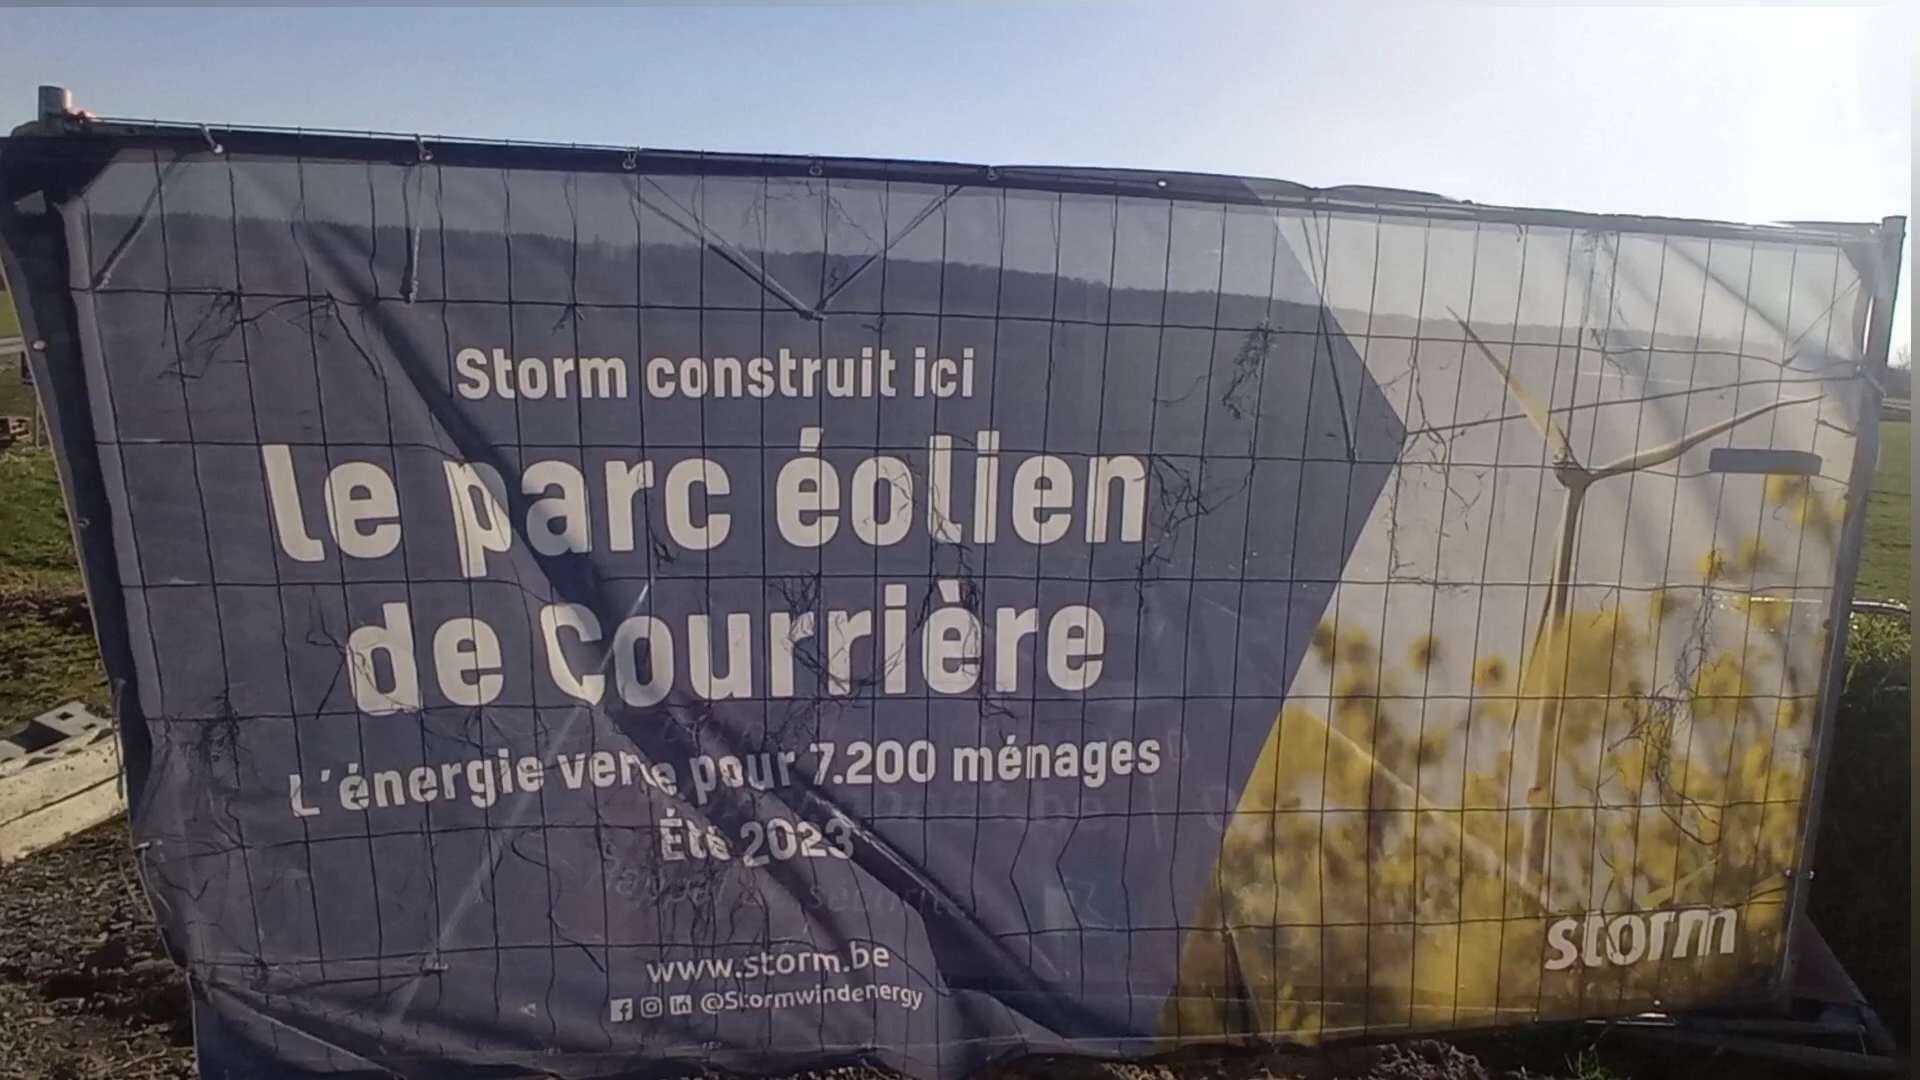 Storm construit ici
le parc éolien
de Courrière
L'énergie verte pour 7.200 ménages
Été 2023
www.storm.be
@Stormwindenergy
storm